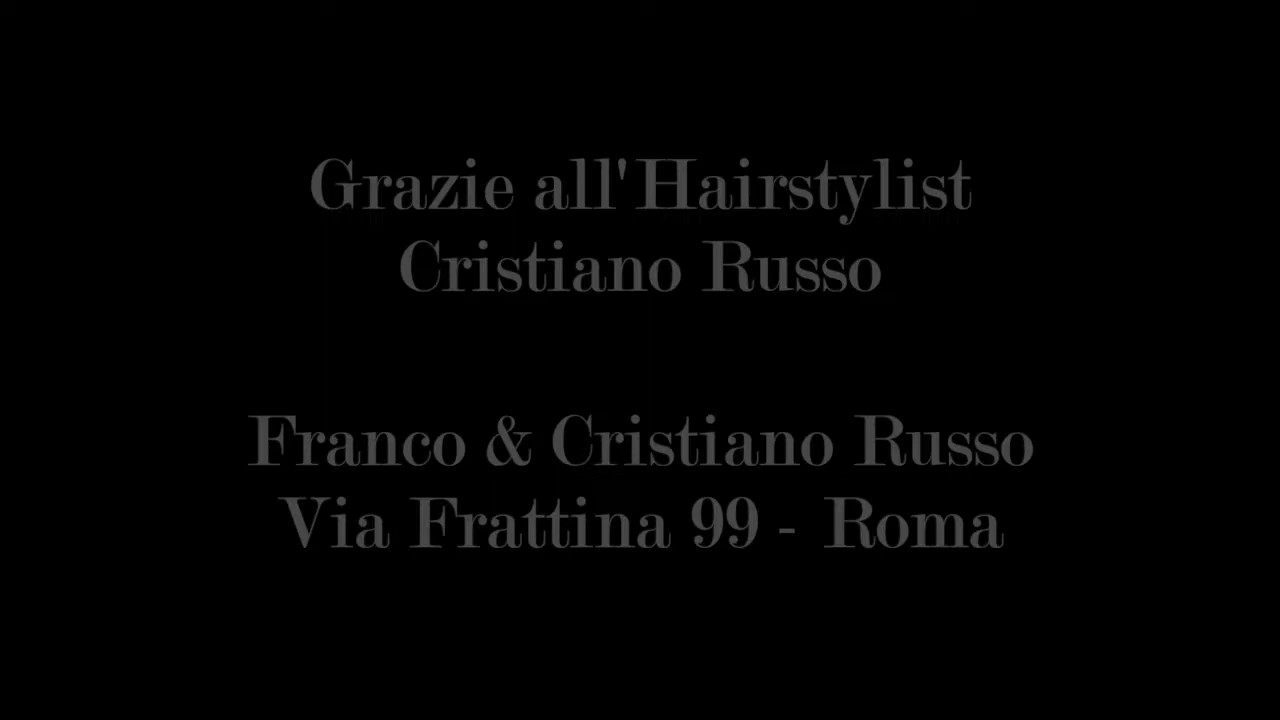 Grazie all'Hairstylist
Cristiano Russo
Franco & Cristiano Russo
Via Frattina 99 - Roma